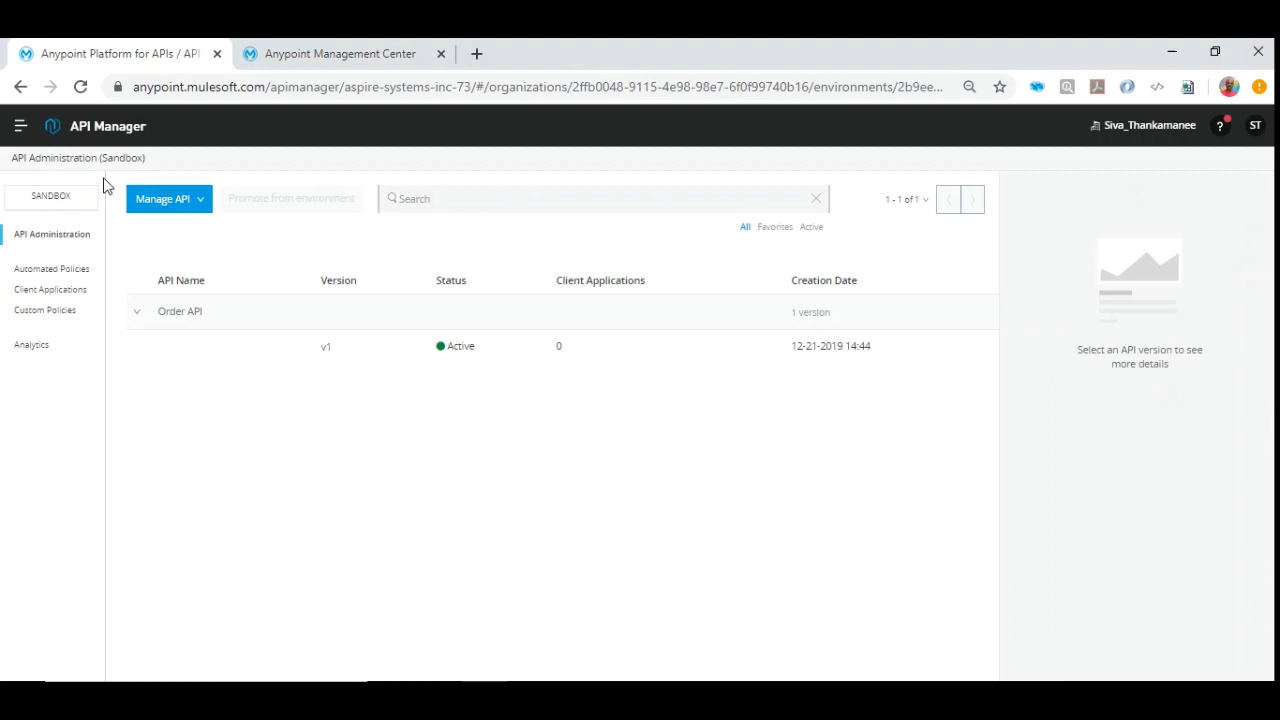 Anypoint Platform for APIs / API
Anypoint Management Center
anypoint.mulesoft.com/apimanager/aspire-systems-inc-73/#/organizations/2ffb0048-9115-4e98-98e7-6f0f99740b16/environments/2b9ee...
API Manager
Siva_Thankamanee
?
ST
API Administration (Sandbox)
SANDBOX
Manage API
Promote from environment
Search
1 - 1 of 1
All Favorites Active
API Administration
Automated Policies
Client Applications
Custom Policies
Analytics
API Name Version Status Client Applications Creation Date
Order API 1 version
v1 Active 0 12-21-2019 14:44
Select an API version to see
more details